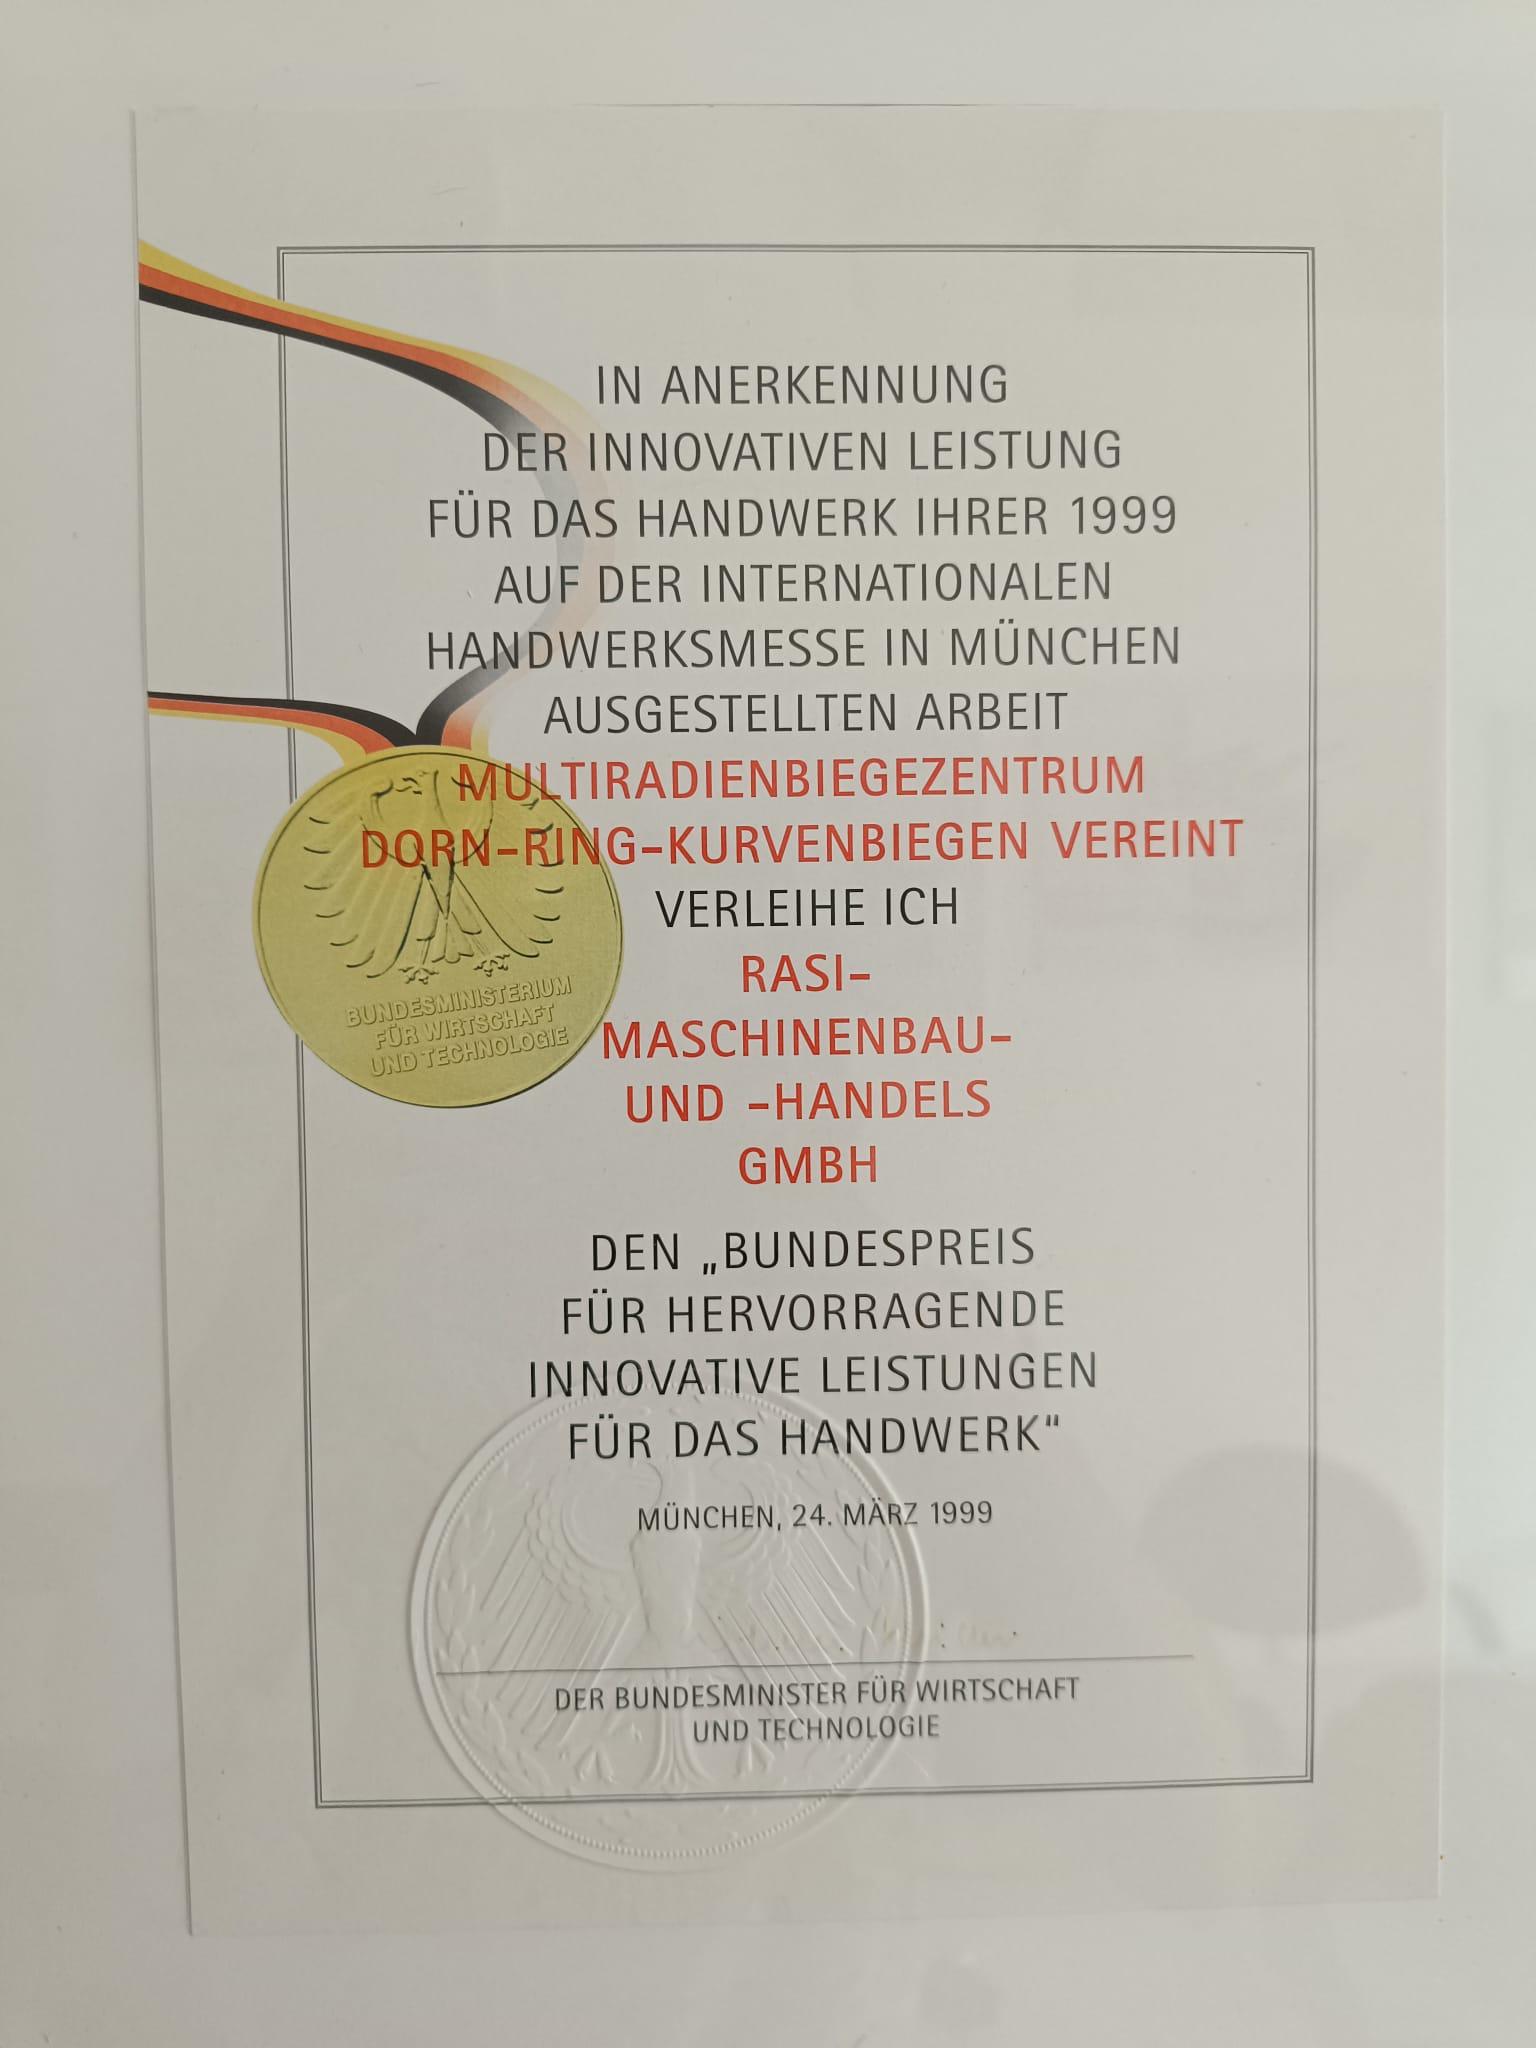 IN ANERKENNUNG
DER INNOVATIVEN LEISTUNG
FÜR DAS HANDWERK IHRER 1999
AUF DER INTERNATIONALEN
HANDWERKSMESSE IN MÜNCHEN
AUSGESTELLTEN ARBEIT
MULTIRADIENBIEGEZENTRUM
DORN-RING-KURVENBIEGEN VEREINT
VERLEIHE ICH
RASI-
MASCHINENBAU-
UND -HANDELS
GMBH
BUNDESMINISTERIUM
FÜR WIRTSCHAFT
UND TECHNOLOGIE
DEN „BUNDESPREIS
FÜR HERVORRAGENDE
INNOVATIVE LEISTUNGEN
FÜR DAS HANDWERK“
MÜNCHEN, 24. MÄRZ 1999
DER BUNDESMINISTER FÜR WIRTSCHAFT
UND TECHNOLOGIE